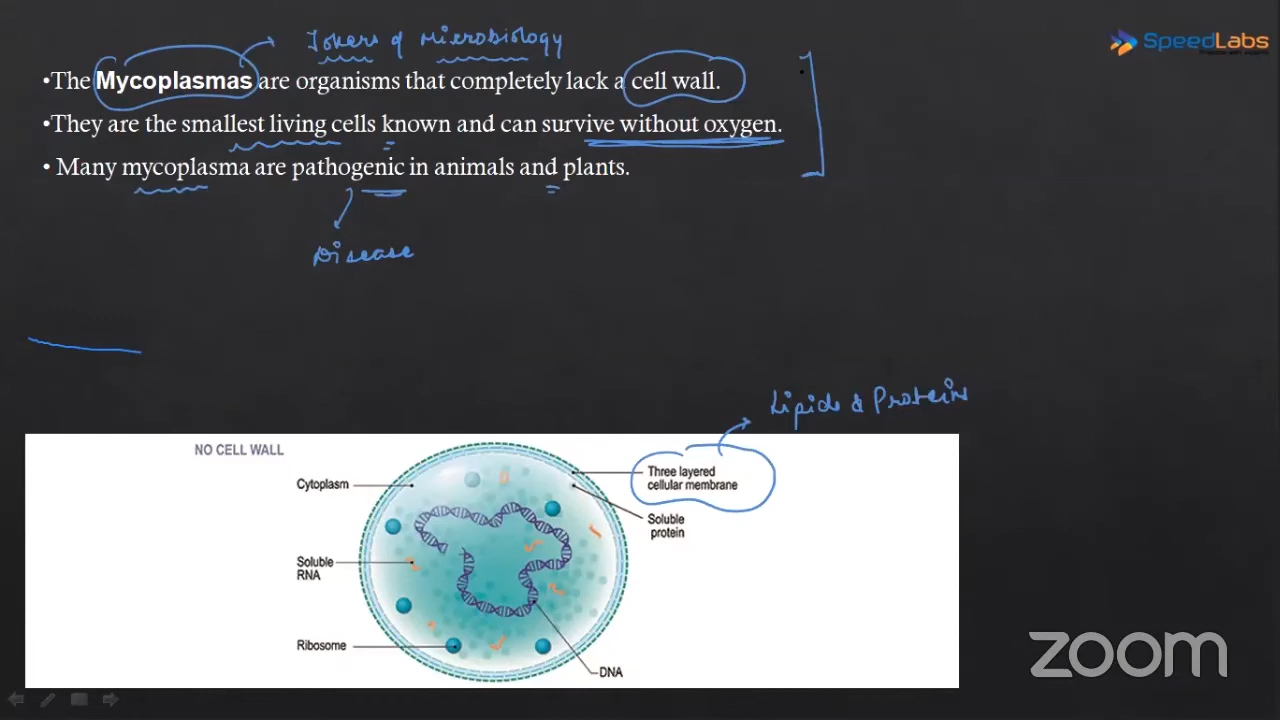 Jokers of Microbiology
SpeedLabs
•The Mycoplasmas are organisms that completely lack a cell wall.
•They are the smallest living cells known and can survive without oxygen.
• Many mycoplasma are pathogenic in animals and plants.
Disease
Lipids & Proteins
NO CELL WALL
Three layered
cellular membrane
Cytoplasm
Soluble
protein
Soluble
RNA
Ribosome
DNA
zoom